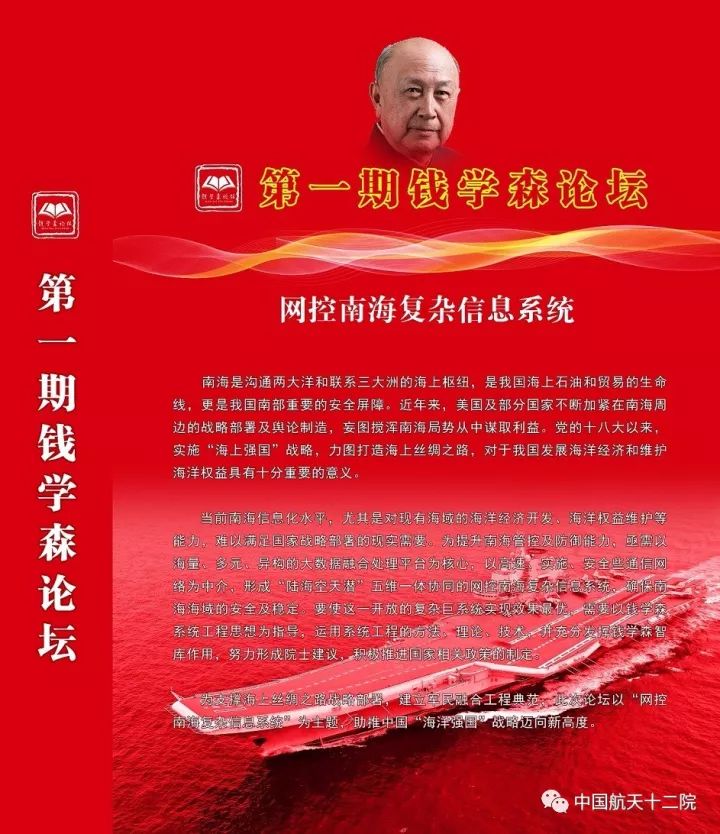 第一期钱学森论坛
钱学森论坛
第一期钱学森论坛
网控南海复杂信息系统
南海是沟通两大洋和联系三大洲的海上枢纽，是我国海上石油和贸易的生命
线，更是我国南部重要的安全屏障。近年来，美国及部分国家不断加紧在南海周
边的战略部署及舆论制造，妄图搅浑南海局势从中谋取利益。党的十八大以来，
实施“海上强国”战略，力图打造海上丝绸之路，对于我国发展海洋经济和维护
海洋权益具有十分重要的意义。
当前南海信息化水平，尤其是对现有海域的海洋经济开发、海洋权益维护等
能力，难以满足国家战略部署的现实需要。为提升南海管控及防御能力，亟需以
海量、多元、异构的大数据融合处理平台为核心，以高速、实施、安全些通信网
络为中介，形成“陆海空天潜”五维一体协同的网控南海复杂信息系统，确保南
海海域的安全及稳定。要使这一开放的复杂巨系统实现效果最优，需要以钱学森
系统工程思想为指导，运用系统工程的方法、理论、技术，并充分发挥钱学森智
库作用，努力形成院士建议，积极推进国家相关政策的制定。
为支撑海上丝绸之路战略部署，建立军民融合工程典范，此次论坛以“网控
南海复杂信息系统”为主题，助推中国“海洋强国”战略迈向新高度。
中国航天十二院